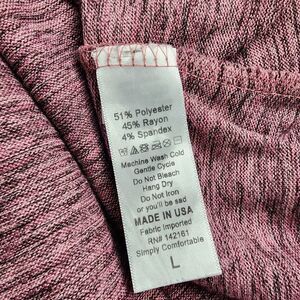 51% Polyester
45% Rayon
4% Spandex
Machine Wash Cold
Gentle Cycle
Do Not Bleach
Hang Dry
Do Not Iron
or you'll be sad
MADE IN USA
Fabric Imported
RN# 142161
Simply Comfortable
L